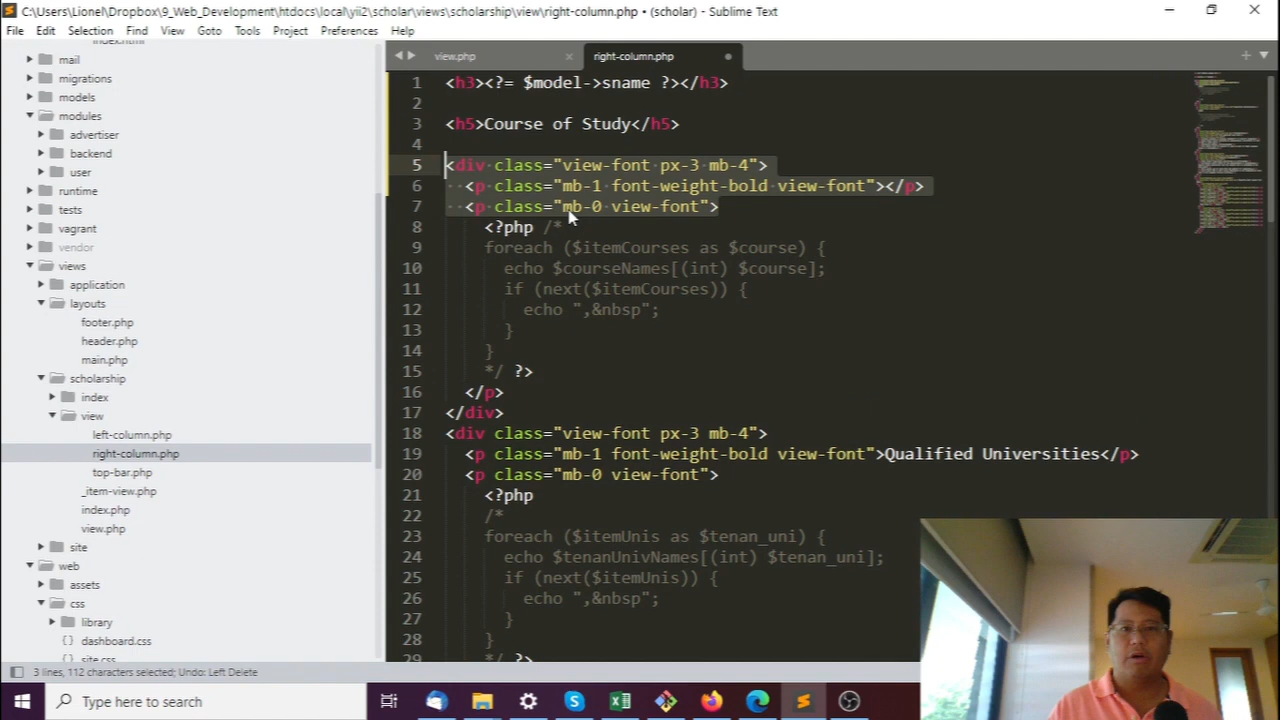 C:\Users\Lionel\Dropbox\9_Web_Development\htdocs\local\yii2\scholar\views\scholarship\view\right-column.php • (scholar) - Sublime Text
File Edit Selection Find View Goto Tools Project Preferences Help
index.html
mail
migrations
models
modules
advertiser
backend
user
runtime
tests
vagrant
vendor
views
application
layouts
footer.php
header.php
main.php
scholarship
index
view
left-column.php
right-column.php
top-bar.php
_item-view.php
index.php
view.php
site
web
assets
css
library
dashboard.css
site.css
view.php × right-column.php
1 <h3><?= $model->sname ?></h3>
2
3 <h5>Course of Study</h5>
4
5 <div class="view-font px-3 mb-4">
6 <p class="mb-1 font-weight-bold view-font"></p>
7 <p class="mb-0 view-font">
8 <?php /*
9 foreach ($itemCourses as $course) {
10 echo $courseNames[(int) $course];
11 if (next($itemCourses)) {
12 echo ",&nbsp";
13 }
14 }
15 */ ?>
16 </p>
17 </div>
18 <div class="view-font px-3 mb-4">
19 <p class="mb-1 font-weight-bold view-font">Qualified Universities</p>
20 <p class="mb-0 view-font">
21 <?php
22 /*
23 foreach ($itemUnis as $tenan_uni) {
24 echo $tenanUnivNames[(int) $tenan_uni];
25 if (next($itemUnis)) {
26 echo ",&nbsp";
27 }
28 }
29 */ ?>
3 lines, 112 characters selected; Undo: Left Delete
Type here to search